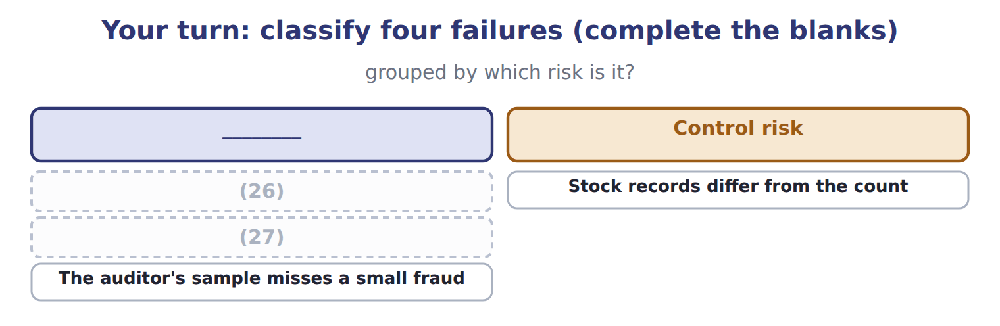 Your turn: classify four failures (complete the blanks)
grouped by which risk is it?
________
Control risk
(26)
Stock records differ from the count
(27)
The auditor's sample misses a small fraud